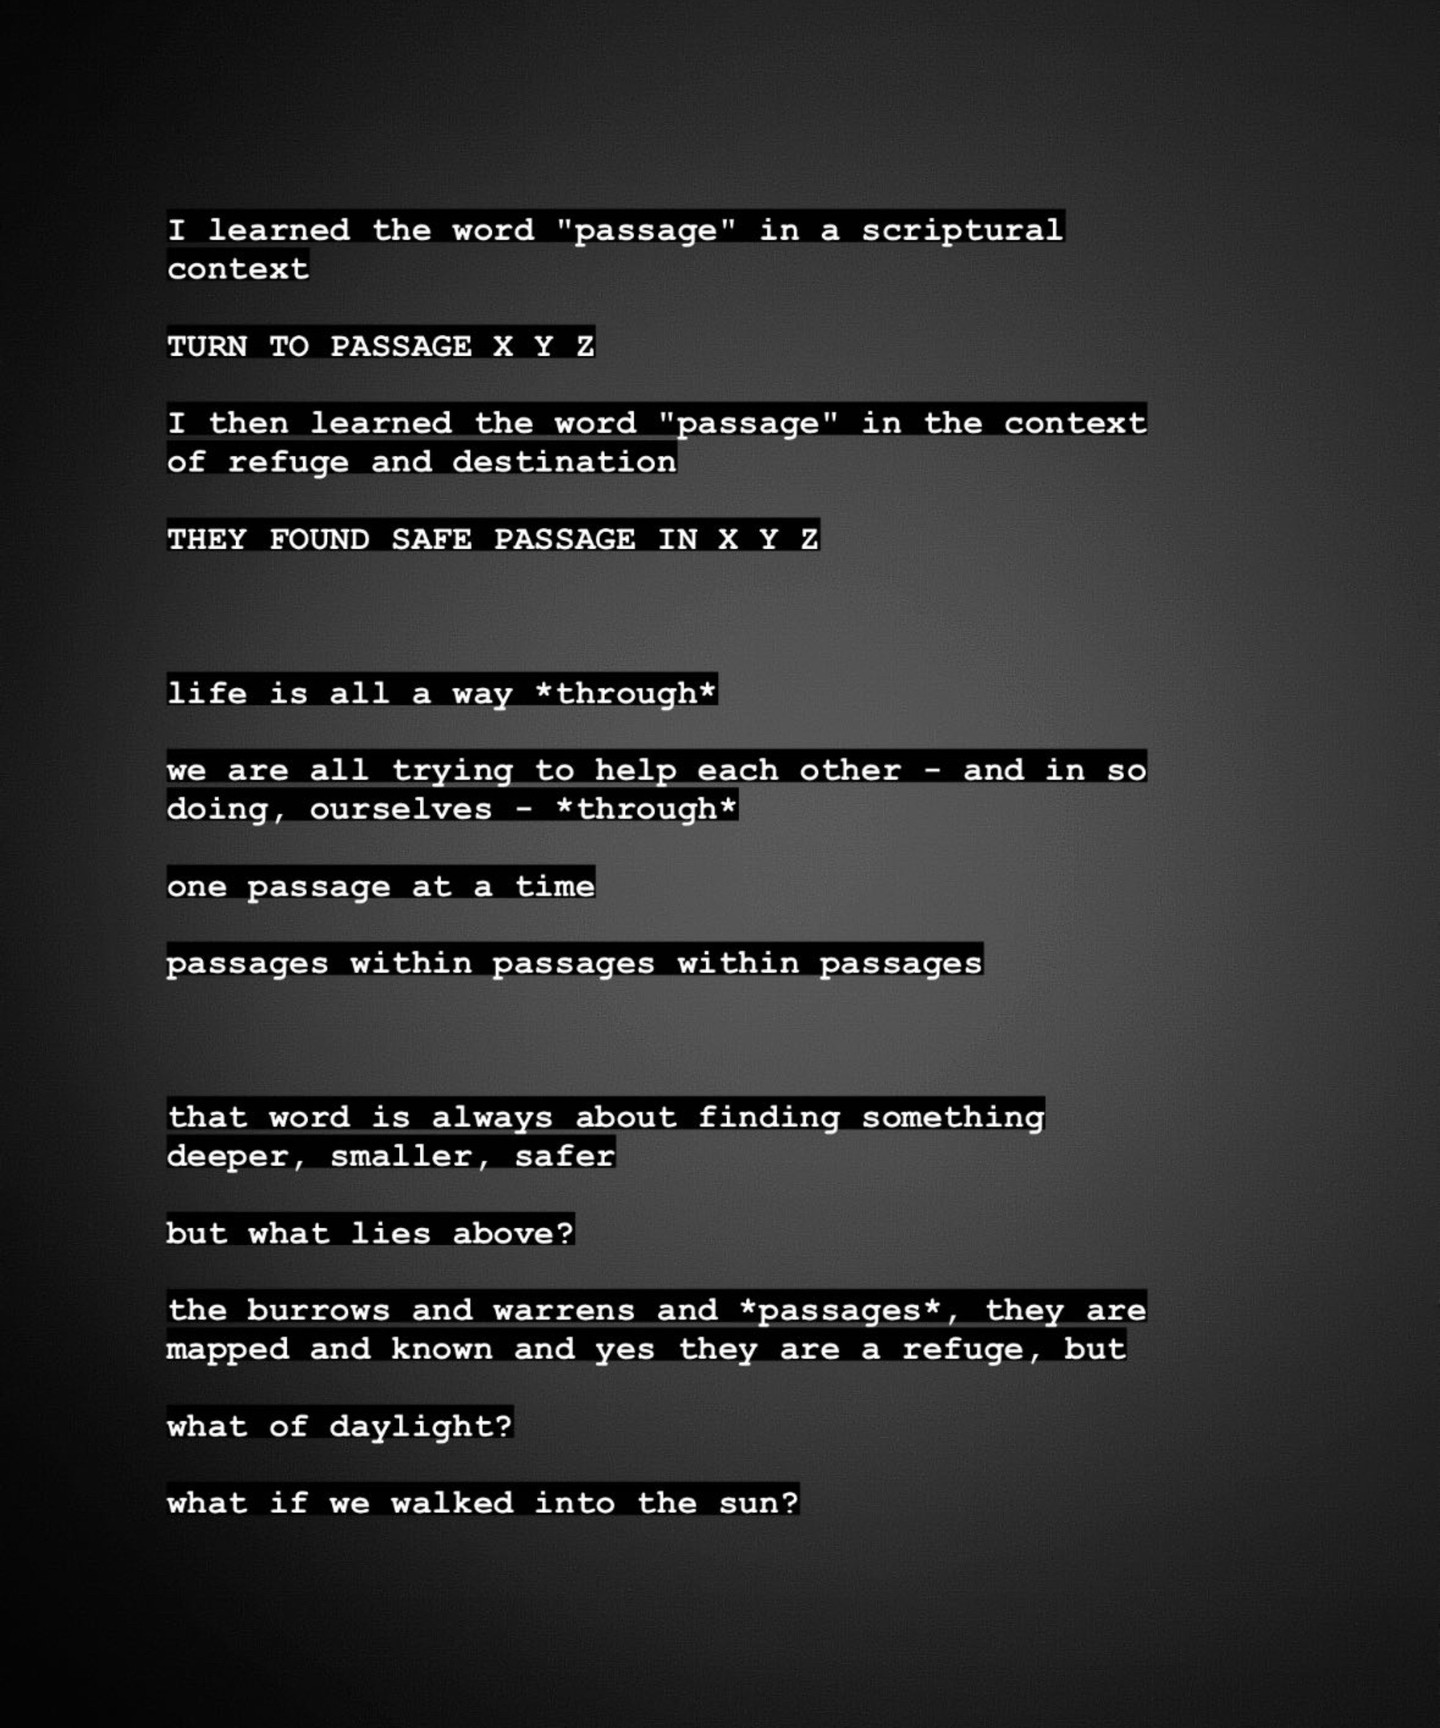 I learned the word "passage" in a scriptural
context
TURN TO PASSAGE X Y Z
I then learned the word "passage" in the context
of refuge and destination
THEY FOUND SAFE PASSAGE IN X Y Z
life is all a way *through*
we are all trying to help each other - and in so
doing, ourselves - *through*
one passage at a time
passages within passages within passages
that word is always about finding something
deeper, smaller, safer
but what lies above?
the burrows and warrens and *passages*, they are
mapped and known and yes they are a refuge, but
what of daylight?
what if we walked into the sun?